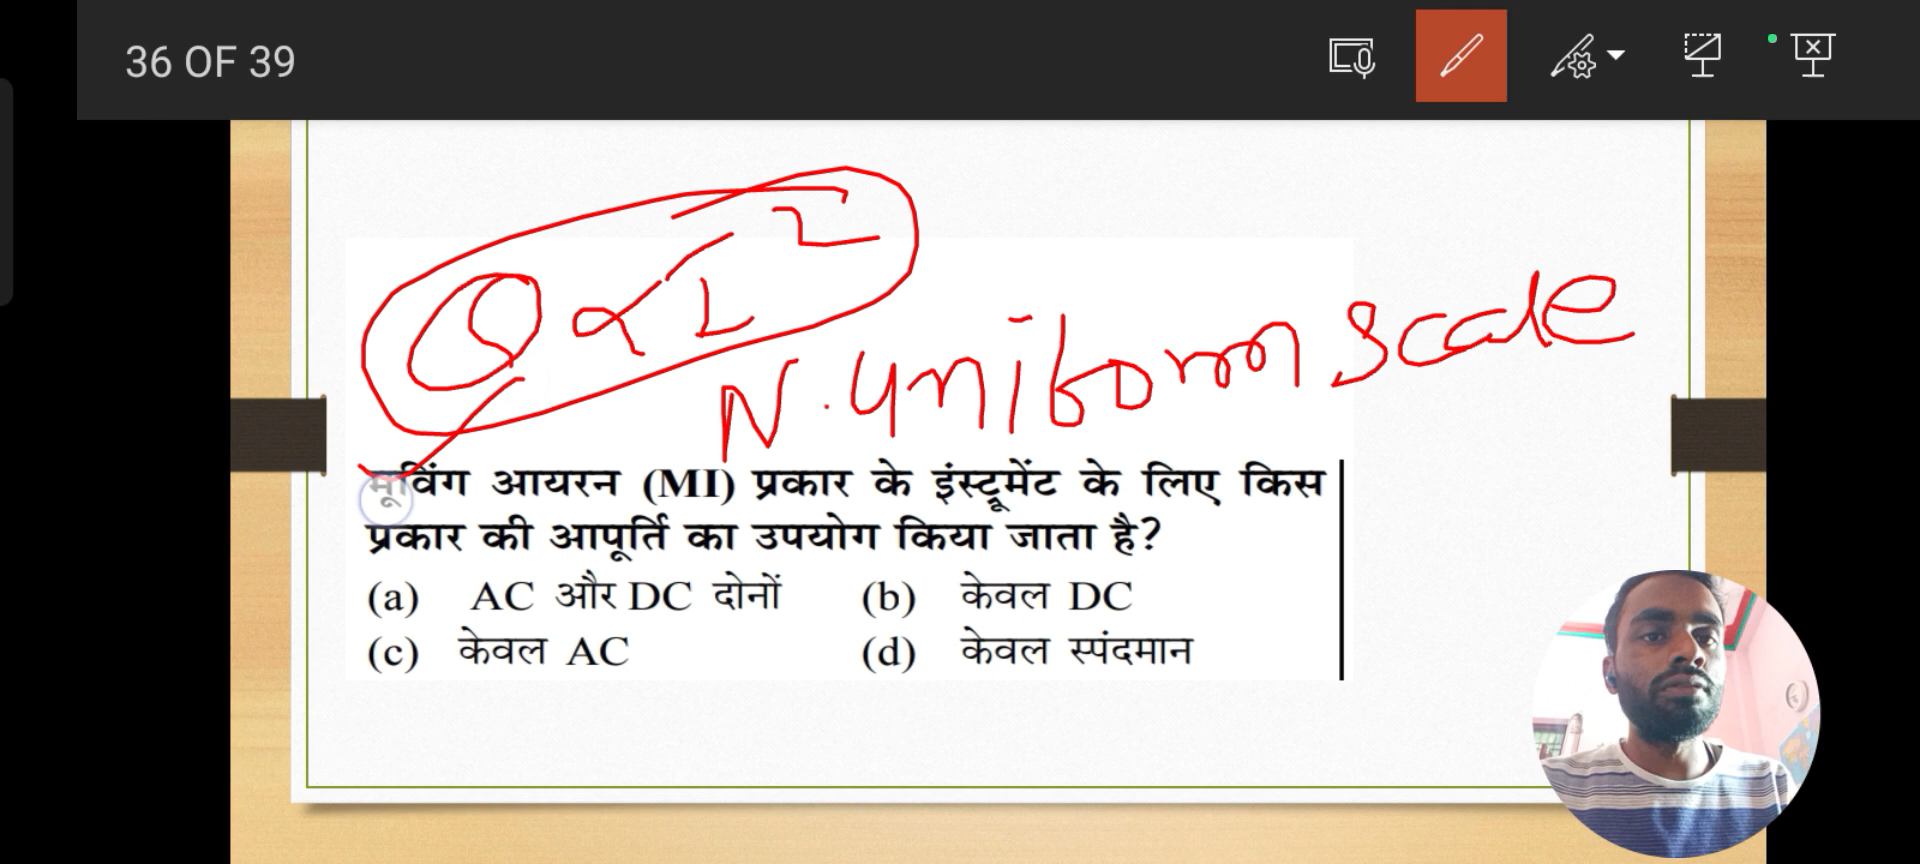 36 OF 39
θ ∝ I²
N. uniform scale
मूविंग आयरन (MI) प्रकार के इंस्ट्रूमेंट के लिए किस
प्रकार की आपूर्ति का उपयोग किया जाता है?
(a) AC और DC दोनों (b) केवल DC
(c) केवल AC (d) केवल स्पंदमान